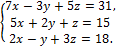 7x − 3y + 5z = 31,
5x + 2y + z = 15
2x − y + 3z = 18.